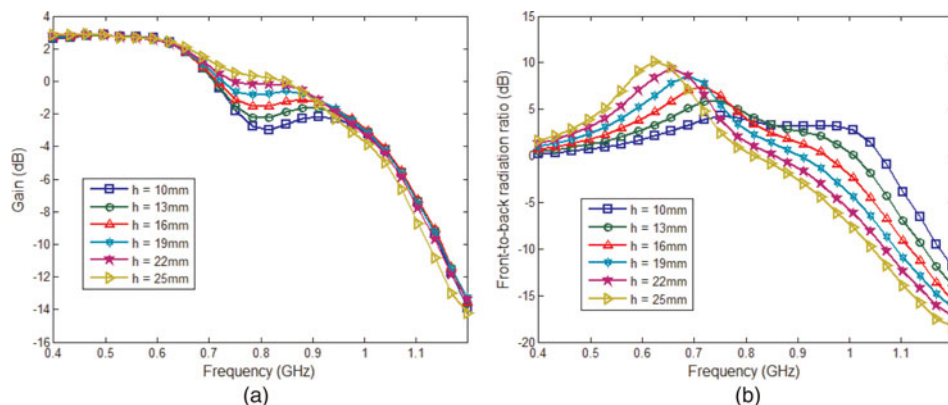 4
2
0
-2
-4
-6
-8
-10
-12
-14
-16
Gain (dB)
h = 10mm
h = 13mm
h = 16mm
h = 19mm
h = 22mm
h = 25mm
0.4 0.5 0.6 0.7 0.8 0.9 1 1.1
Frequency (GHz)
(a)
15
10
5
0
-5
-10
-15
-20
Front-to-back radiation ratio (dB)
h = 10mm
h = 13mm
h = 16mm
h = 19mm
h = 22mm
h = 25mm
0.4 0.5 0.6 0.7 0.8 0.9 1 1.1
Frequency (GHz)
(b)